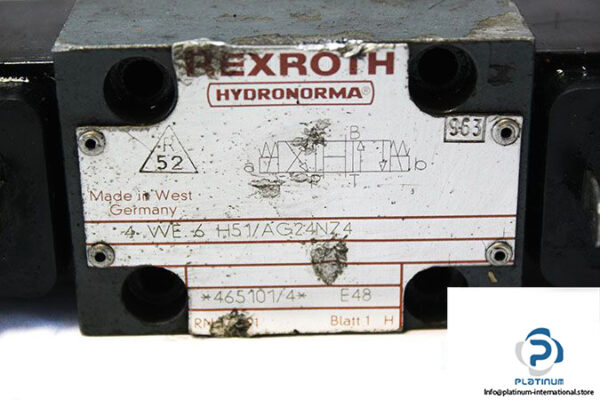 REXROTH
HYDRONORMA®
R
52
963
B
a b
P T
Made in West
Germany
4 WE 6 H51/AG24NZ4
*465101/4* E48
Blatt 1 H
PLATINUM
Info@platinum-international.store